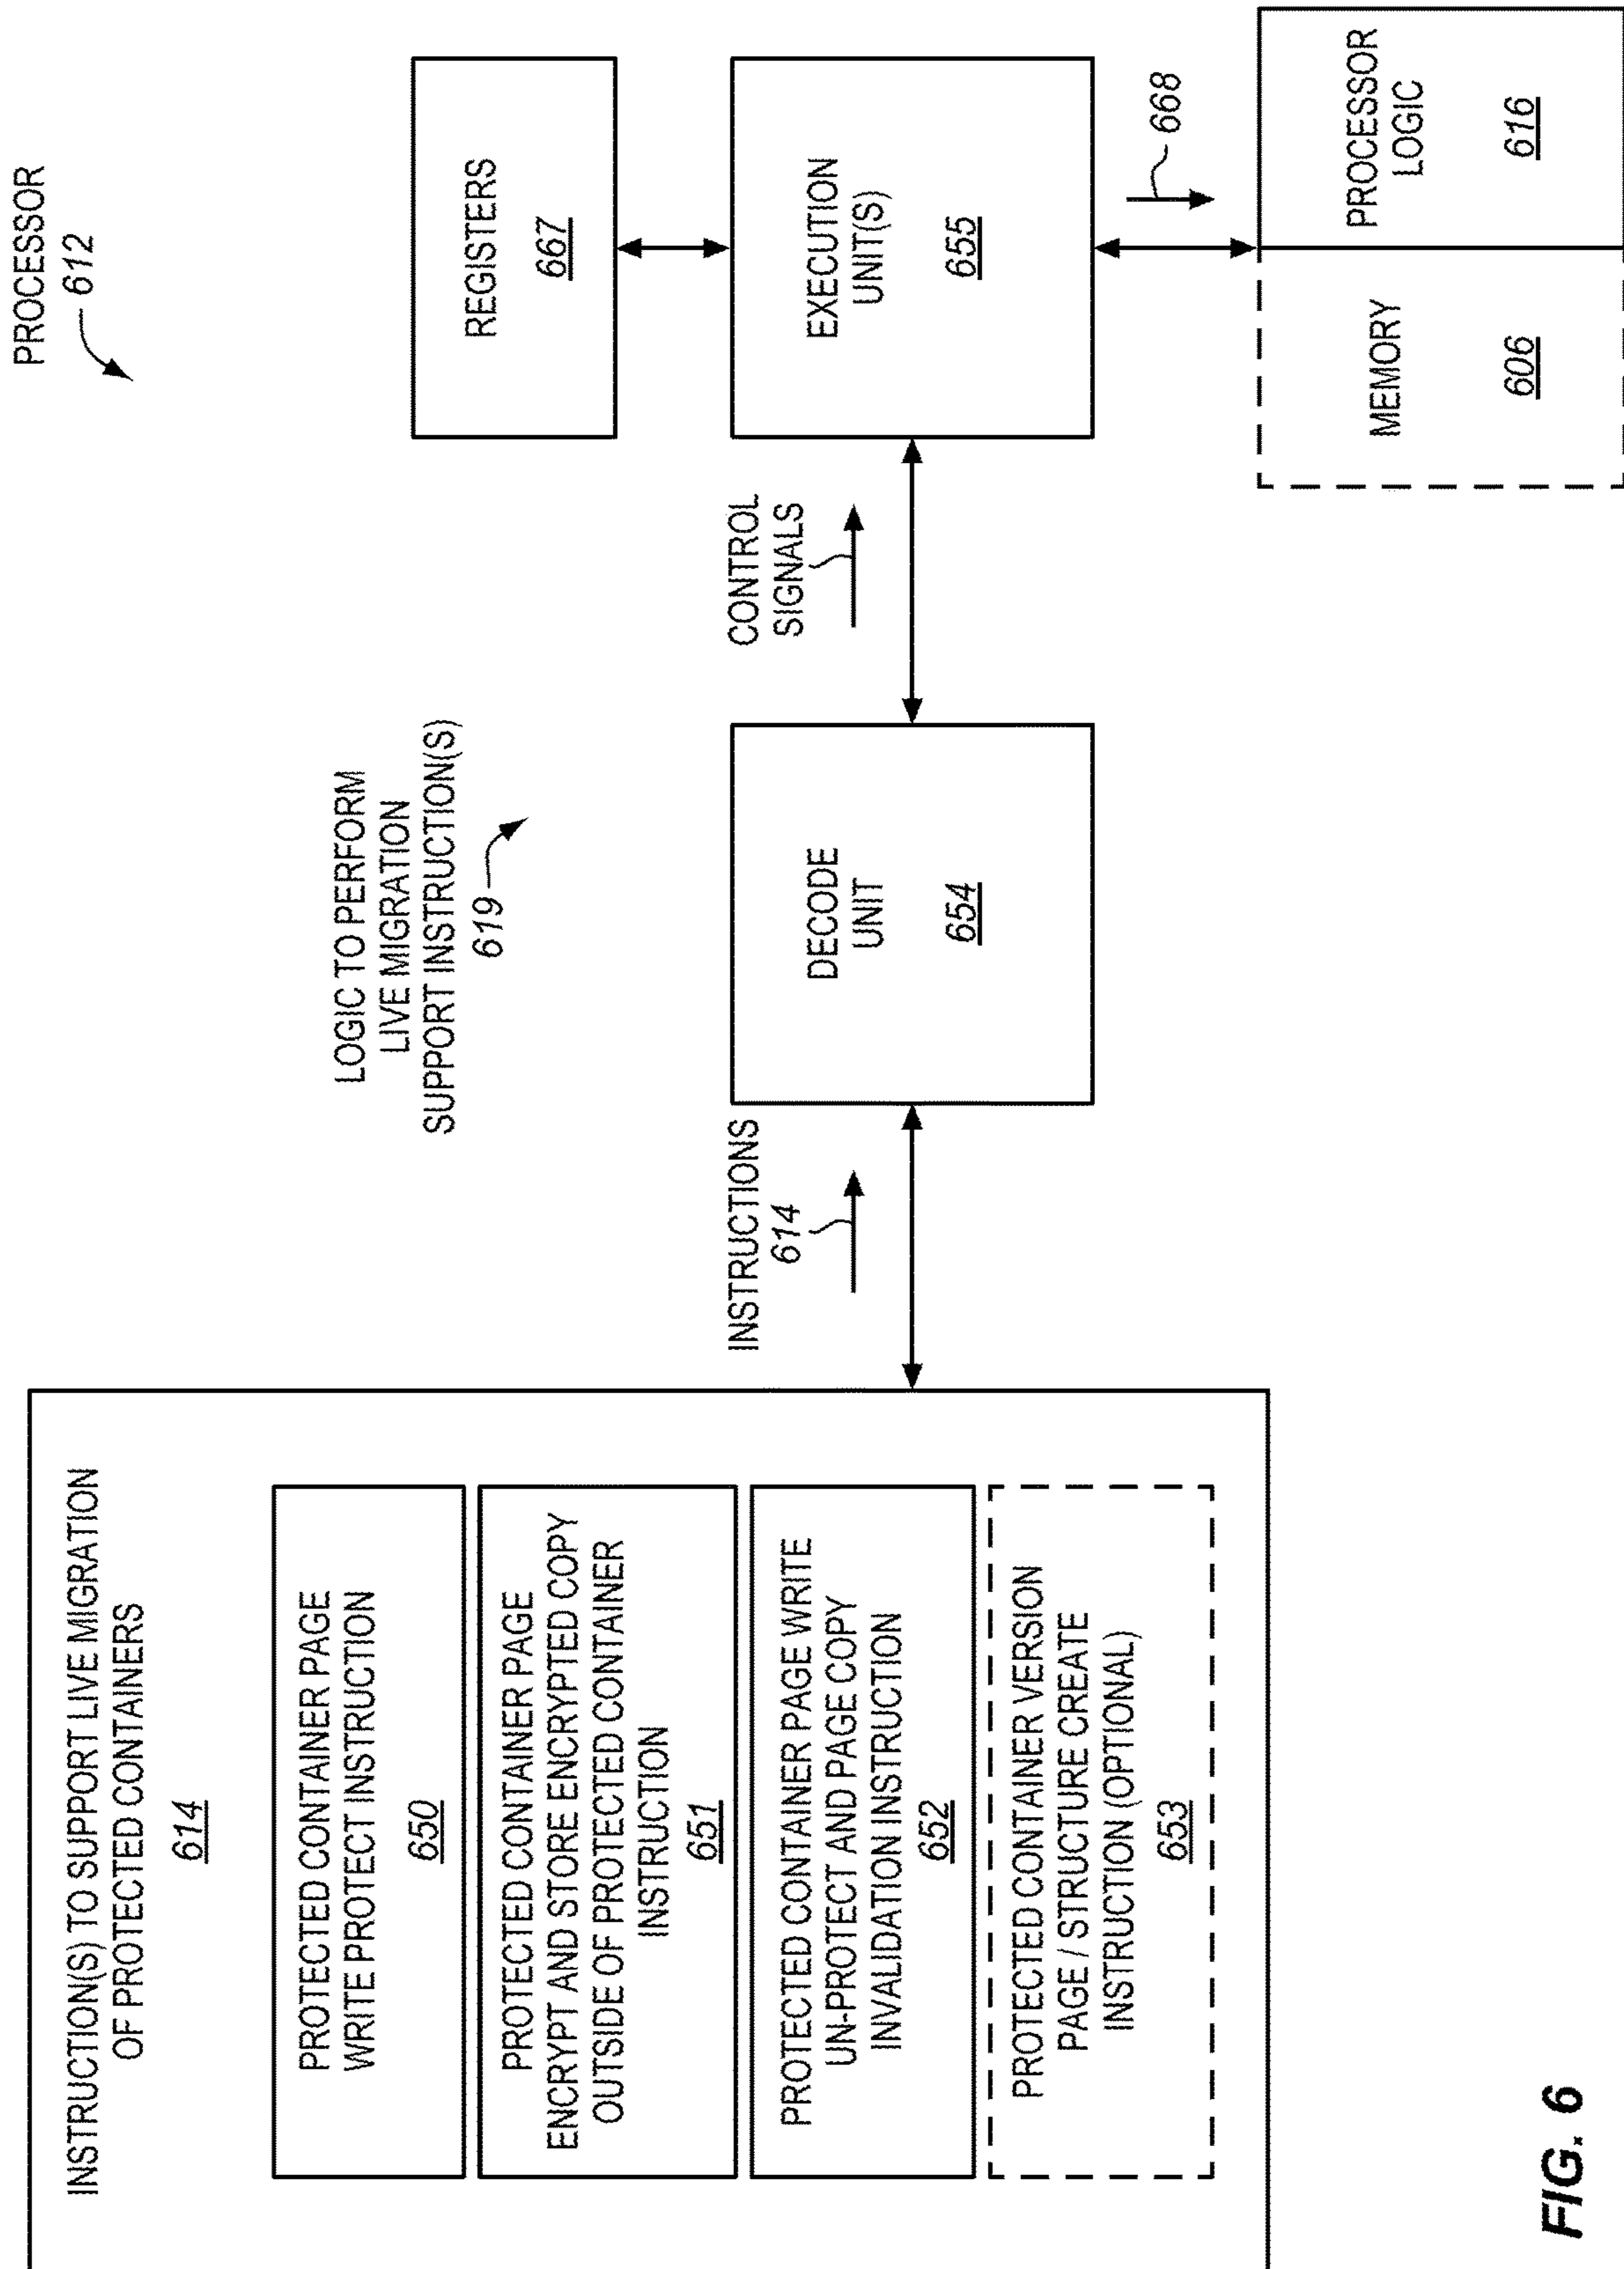 PROCESSOR
612
INSTRUCTION(S) TO SUPPORT LIVE MIGRATION
OF PROTECTED CONTAINERS
614
PROTECTED CONTAINER PAGE
WRITE PROTECT INSTRUCTION
650
PROTECTED CONTAINER PAGE
ENCRYPT AND STORE ENCRYPTED COPY
OUTSIDE OF PROTECTED CONTAINER
INSTRUCTION
651
PROTECTED CONTAINER PAGE WRITE
UN-PROTECT AND PAGE COPY
INVALIDATION INSTRUCTION
652
PROTECTED CONTAINER VERSION
PAGE / STRUCTURE CREATE
INSTRUCTION (OPTIONAL)
653
INSTRUCTIONS
614
LOGIC TO PERFORM
LIVE MIGRATION
SUPPORT INSTRUCTION(S)
619
DECODE
UNIT
654
CONTROL
SIGNALS
REGISTERS
667
EXECUTION
UNIT(S)
655
668
MEMORY
606
PROCESSOR
LOGIC
616
FIG. 6